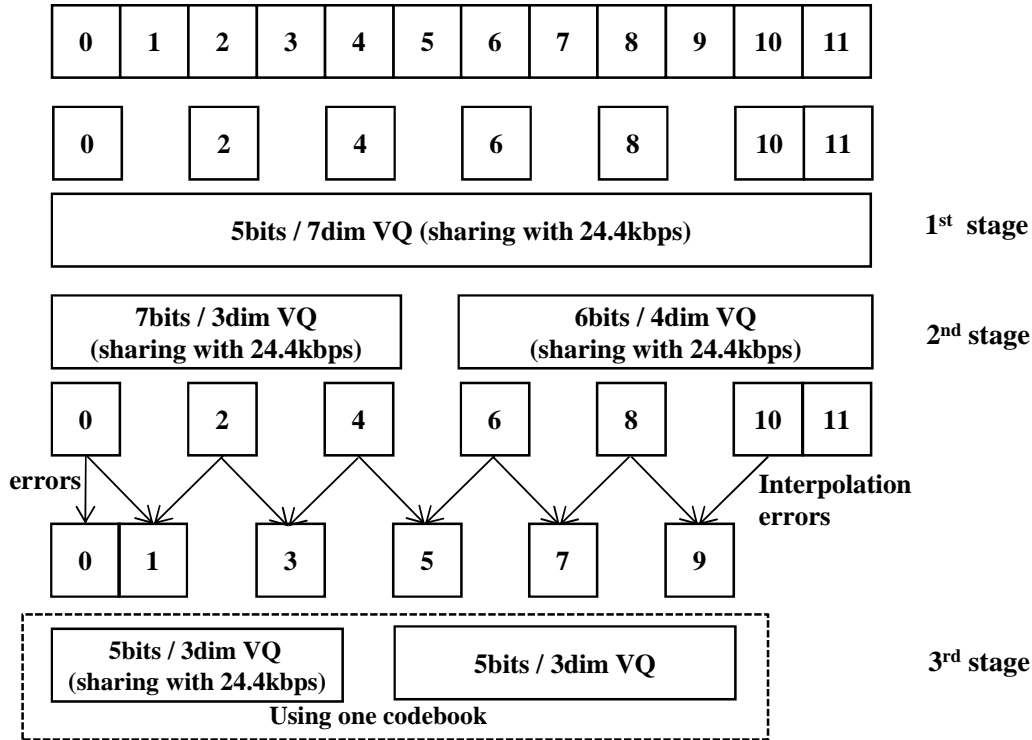 0 1 2 3 4 5 6 7 8 9 10 11
0 2 4 6 8 10 11
5bits / 7dim VQ (sharing with 24.4kbps)
1st stage
7bits / 3dim VQ
(sharing with 24.4kbps)
6bits / 4dim VQ
(sharing with 24.4kbps)
2nd stage
0 2 4 6 8 10 11
errors
Interpolation
errors
0 1 3 5 7 9
5bits / 3dim VQ
(sharing with 24.4kbps)
5bits / 3dim VQ
3rd stage
Using one codebook